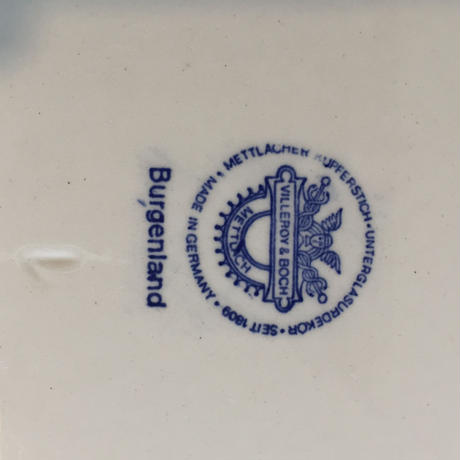 METTLACHER KUPFERSTICH · UNTERGLASURDEKOR · SEIT 1809 · MADE IN GERMANY ·
VILLEROY & BOCH
METTLACH
Burgenland